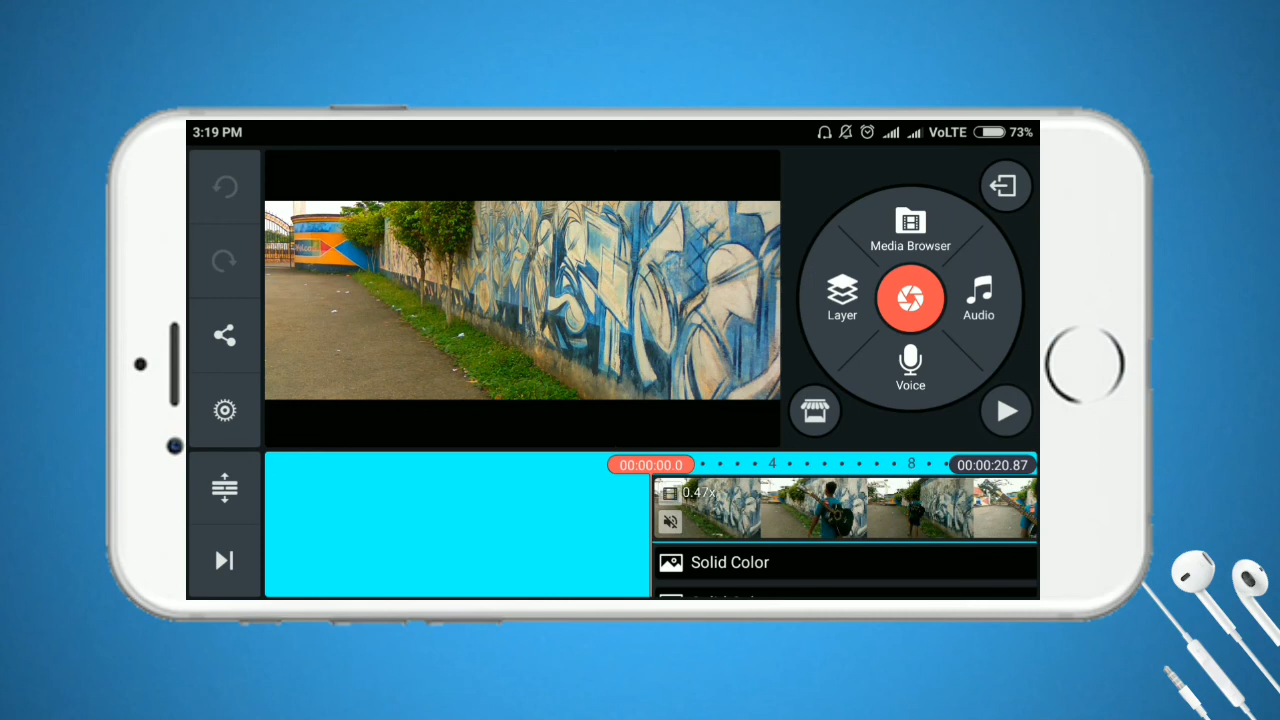 3:19 PM
VoLTE 73%
Media Browser
Layer
Audio
Voice
00:00:00.0
4
8
00:00:20.87
0.47x
Solid Color